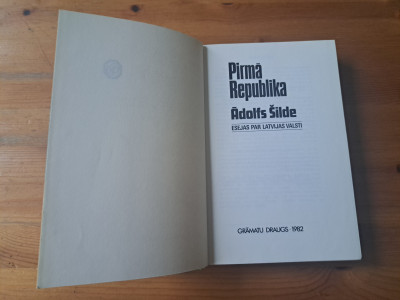 Pirmā
Republika
Ādolfs Šilde
ESEJAS PAR LATVIJAS VALSTI
GRĀMATU DRAUGS · 1982